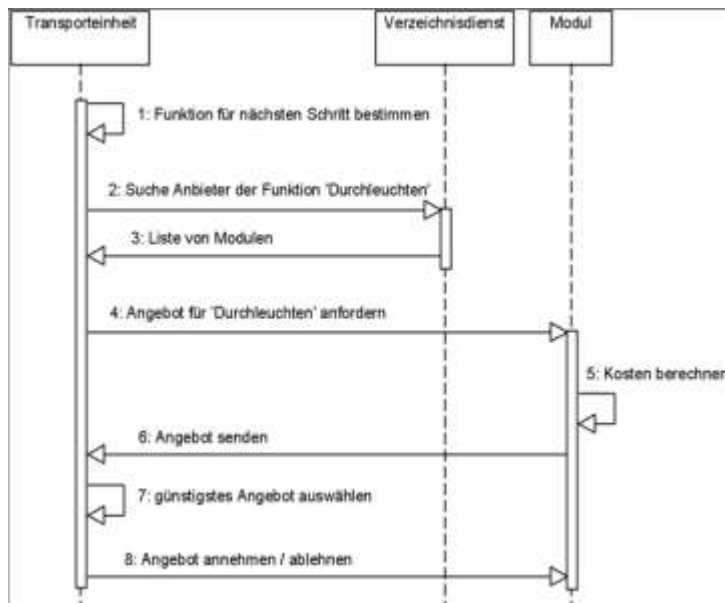 Transporteinheit
Verzeichnisdienst
Modul
1: Funktion für nächsten Schritt bestimmen
2: Suche Anbieter der Funktion 'Durchleuchten'
3: Liste von Modulen
4: Angebot für 'Durchleuchten' anfordern
5: Kosten berechnen
6: Angebot senden
7: günstigstes Angebot auswählen
8: Angebot annehmen / ablehnen